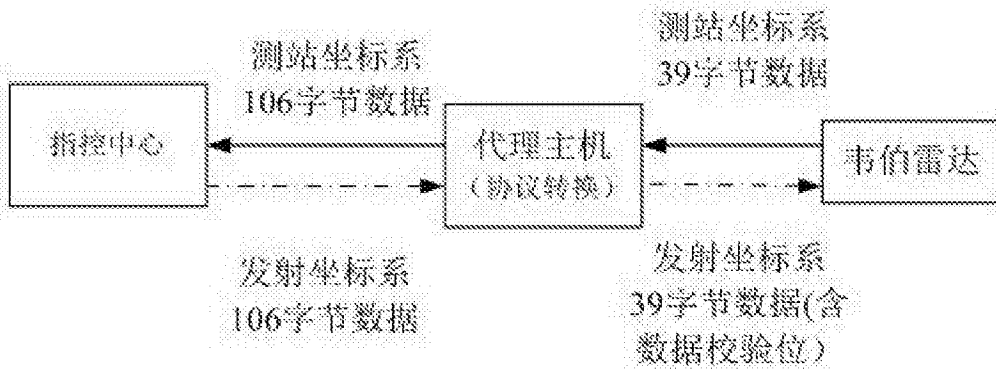 测站坐标系
106字节数据
测站坐标系
39字节数据
指控中心
代理主机
(协议转换)
韦伯雷达
发射坐标系
106字节数据
发射坐标系
39字节数据(含
数据校验位)